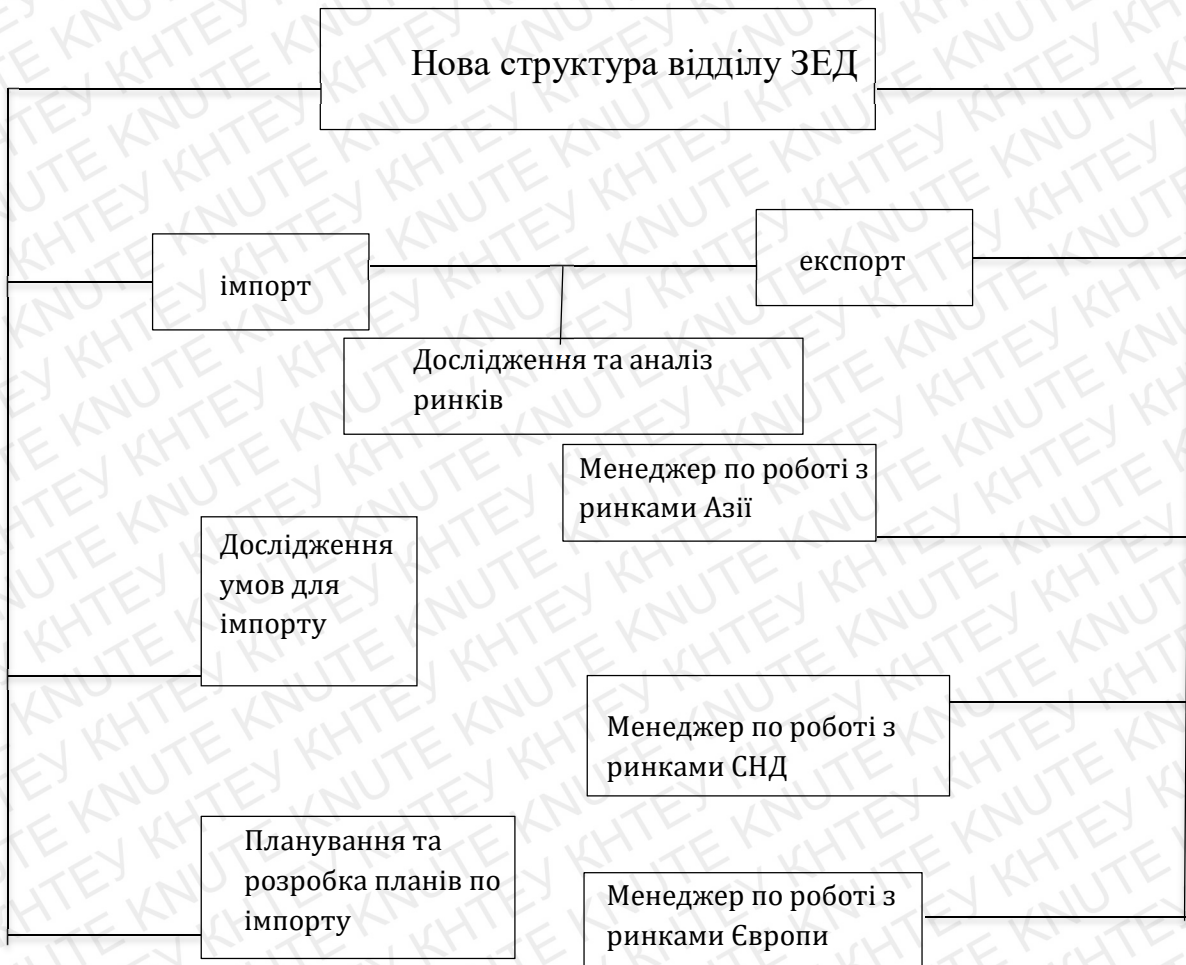 Нова структура відділу ЗЕД
імпорт
експорт
Дослідження та аналіз
ринків
Менеджер по роботі з
ринками Азії
Дослідження
умов для
імпорту
Менеджер по роботі з
ринками СНД
Планування та
розробка планів по
імпорту
Менеджер по роботі з
ринками Європи